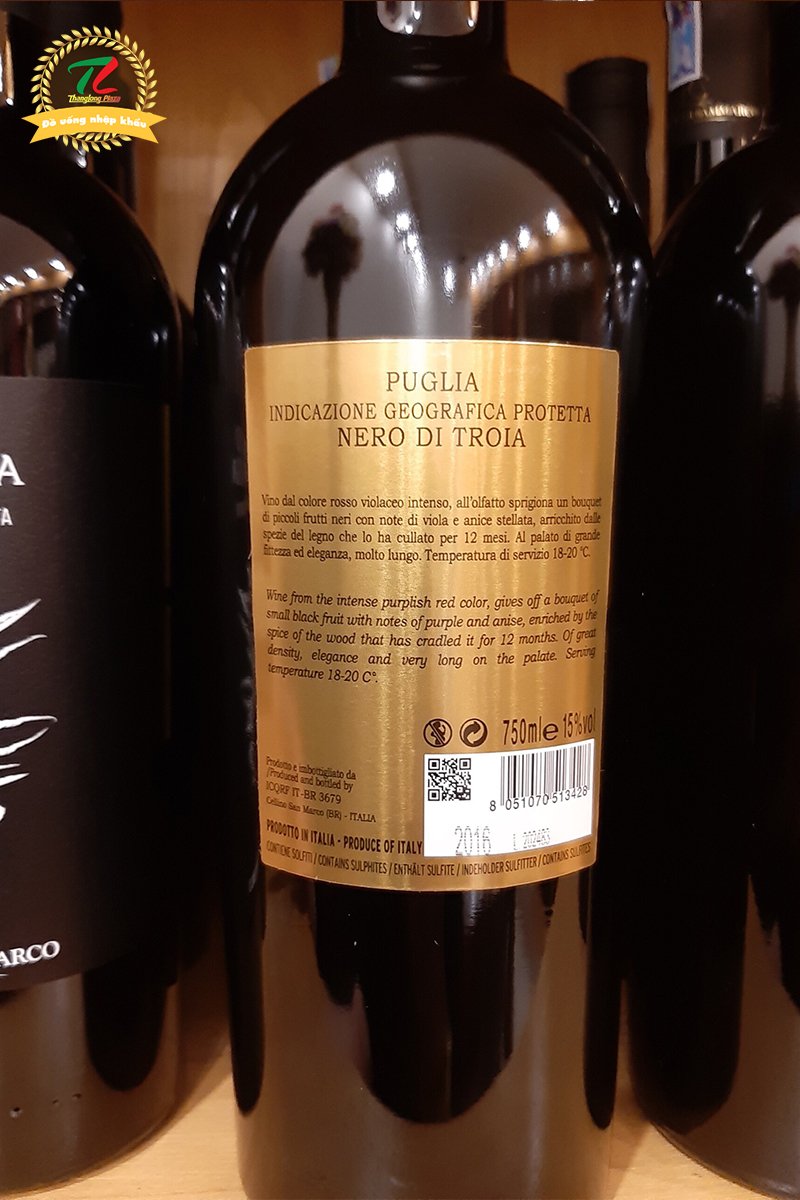 TL
Thanglong Plaza
Đồ uống nhập khẩu
PUGLIA
INDICAZIONE GEOGRAFICA PROTETTA
NERO DI TROIA
Vino dal colore rosso violaceo intenso, all'olfatto sprigiona un bouquet
di piccoli frutti neri con note di viola e anice stellata, arricchito dalle
spezie del legno che lo ha cullato per 12 mesi. Al palato di grande
fittezza ed eleganza, molto lungo. Temperatura di servizio 18-20 °C.
Wine from the intense purplish red color, gives off a bouquet of
small black fruit with notes of purple and anise, enriched by the
spice of the wood that has cradled it for 12 months. Of great
density, elegance and very long on the palate. Serving
temperature 18-20 C°.
750ml e 15%vol
Prodotto e imbottigliato da
/Produced and bottled by
ICQRF IT-BR 3679
Cellino San Marco (BR) - ITALIA
8 051070 513428
PRODOTTO IN ITALIA - PRODUCE OF ITALY
2016
CONTIENE SOLFITI / CONTAINS SULPHITES / ENTHÄLT SULFITE / INDEHOLDER SULFITTER / CONTAINS SULFITES
A
TA
ARCO